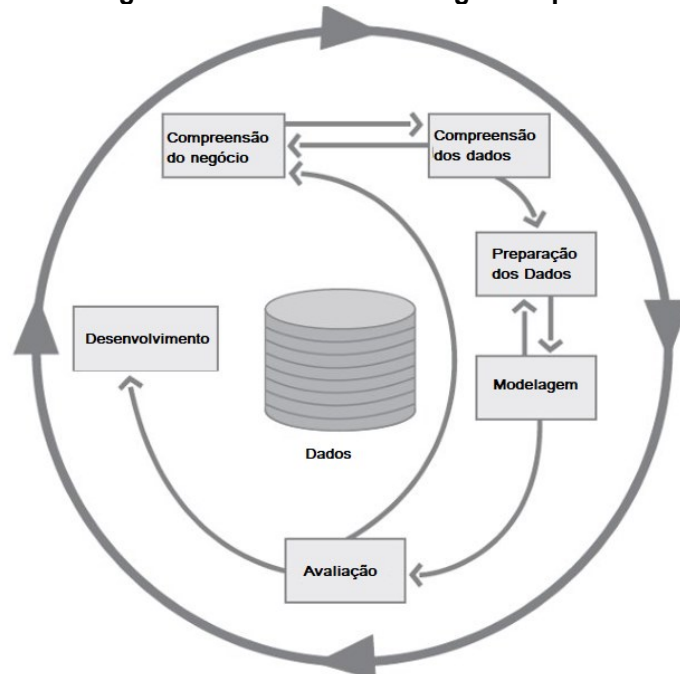 Compreensão
do negócio
Compreensão
dos dados
Preparação
dos Dados
Desenvolvimento
Modelagem
Dados
Avaliação